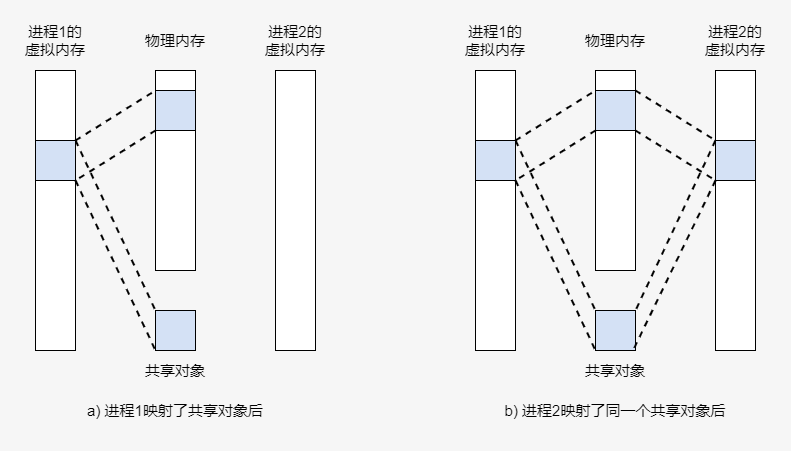 进程1的
虚拟内存
物理内存
进程2的
虚拟内存
共享对象
a) 进程1映射了共享对象后
进程1的
虚拟内存
物理内存
进程2的
虚拟内存
共享对象
b) 进程2映射了同一个共享对象后